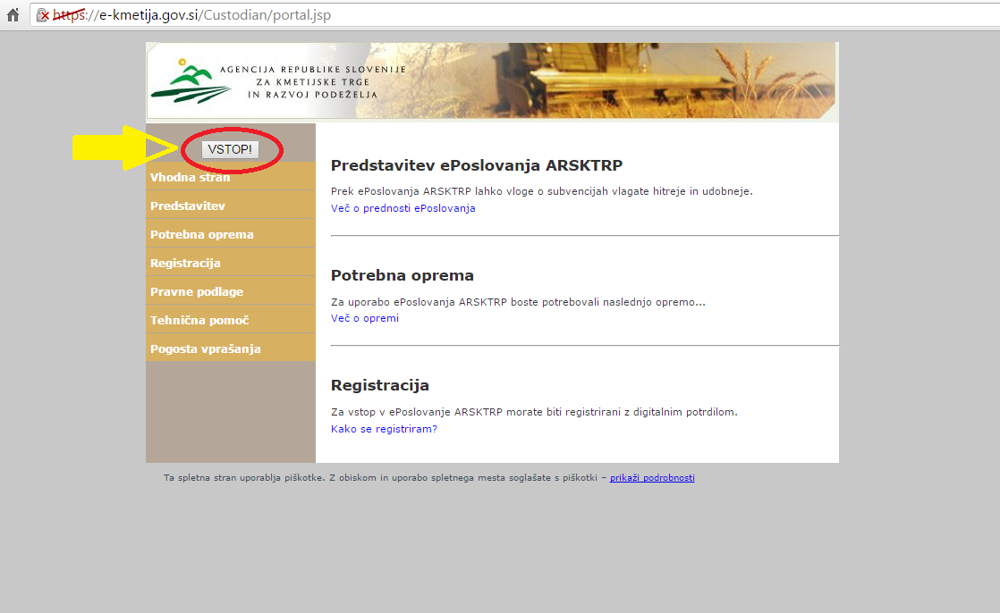 https://e-kmetija.gov.si/Custodian/portal.jsp
AGENCIJA REPUBLIKE SLOVENIJE
ZA KMETIJSKE TRGE
IN RAZVOJ PODEŽELJA
VSTOP!
Vhodna stran
Predstavitev
Potrebna oprema
Registracija
Pravne podlage
Tehnična pomoč
Pogosta vprašanja
Predstavitev ePoslovanja ARSKTRP
Prek ePoslovanja ARSKTRP lahko vloge o subvencijah vlagate hitreje in udobneje.
Več o prednosti ePoslovanja
Potrebna oprema
Za uporabo ePoslovanja ARSKTRP boste potrebovali naslednjo opremo...
Več o opremi
Registracija
Za vstop v ePoslovanje ARSKTRP morate biti registrirani z digitalnim potrdilom.
Kako se registriram?
Ta spletna stran uporablja piškotke. Z obiskom in uporabo spletnega mesta soglašate s piškotki – prikaži podrobnosti